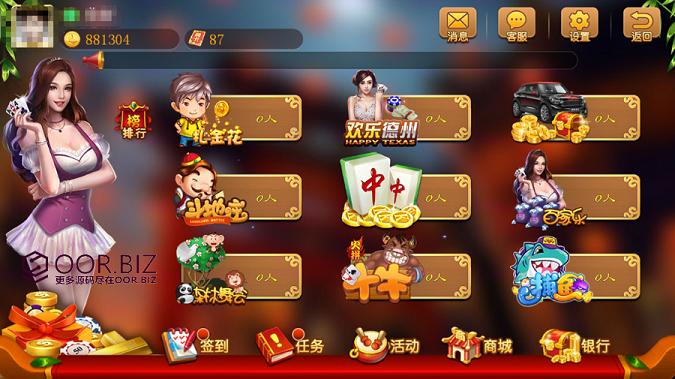 881304
87
消息
客服
设置
返回
排行
榜
扎金花
0人
欢乐德州
HAPPY TEXAS
0人
0人
斗地主
0人
中中
0人
百家乐
0人
森林舞会
0人
火拼
牛牛
0人
捕鱼
0人
OOR.BIZ
更多源码尽在OOR.BIZ
签到
任务
活动
商城
银行